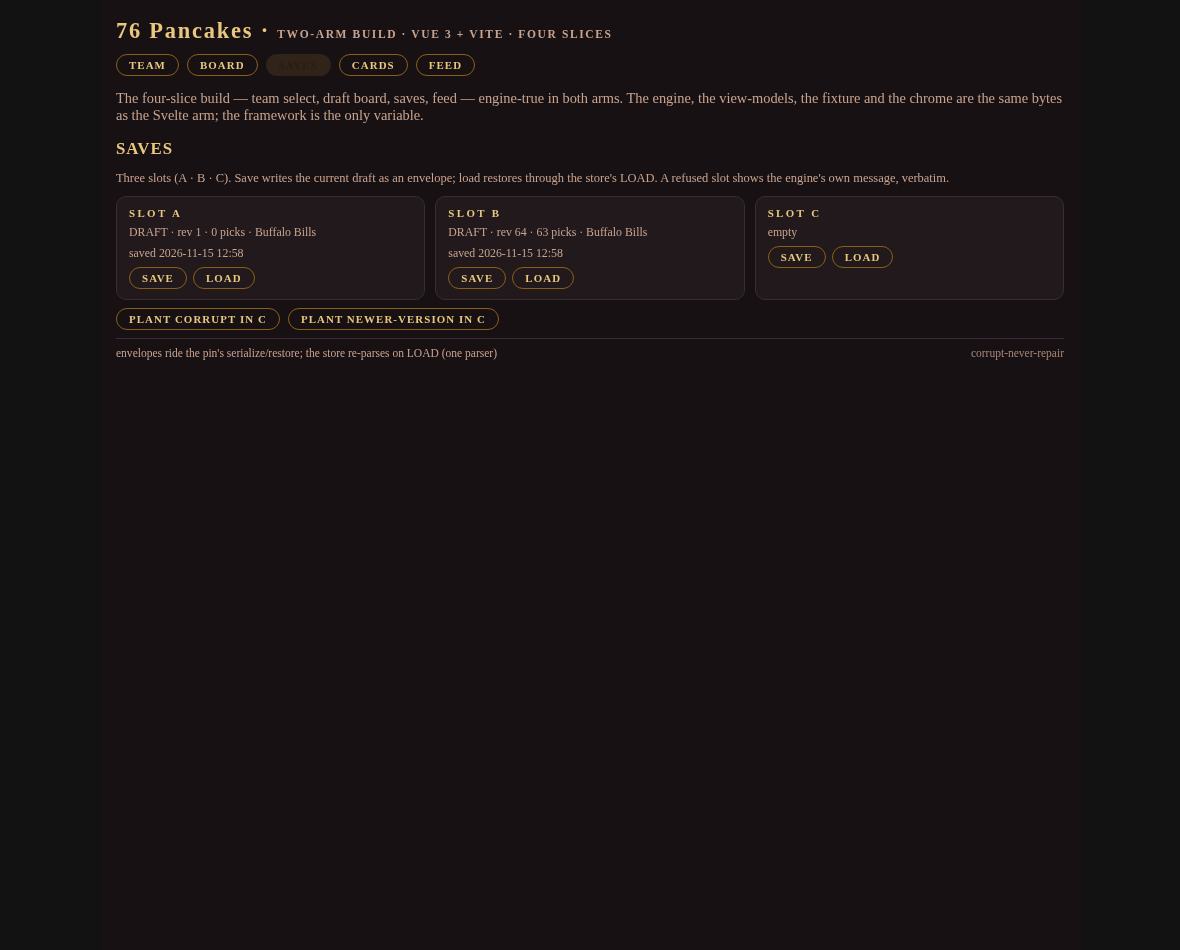 76 Pancakes · TWO-ARM BUILD · VUE 3 + VITE · FOUR SLICES
TEAM BOARD SAVES CARDS FEED
The four-slice build — team select, draft board, saves, feed — engine-true in both arms. The engine, the view-models, the fixture and the chrome are the same bytes
as the Svelte arm; the framework is the only variable.
SAVES
Three slots (A · B · C). Save writes the current draft as an envelope; load restores through the store's LOAD. A refused slot shows the engine's own message, verbatim.
SLOT A
DRAFT · rev 1 · 0 picks · Buffalo Bills
saved 2026-11-15 12:58
SAVE LOAD
SLOT B
DRAFT · rev 64 · 63 picks · Buffalo Bills
saved 2026-11-15 12:58
SAVE LOAD
SLOT C
empty
SAVE LOAD
PLANT CORRUPT IN C PLANT NEWER-VERSION IN C
envelopes ride the pin's serialize/restore; the store re-parses on LOAD (one parser)
corrupt-never-repair